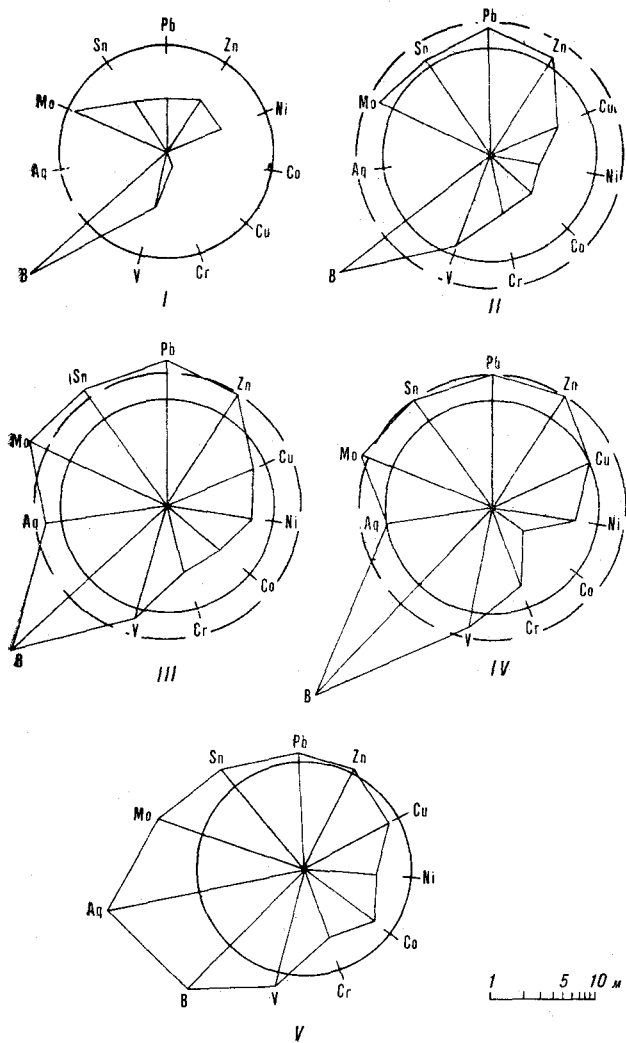 Pb
Sn Zn
Mo Ni
Aq Co
Cu
B V Cr
I
Pb
Sn Zn
Mo Cu
Aq Ni
Co
B V Cr
II
Pb
Sn Zn
Mo Cu
Aq Ni
Co
B V Cr
III
Pb
Sn Zn
Mo Cu
Aq Ni
Co
B V Cr
IV
Pb
Sn Zn
Mo Cu
Aq Ni
Co
B V Cr
V
1 5 10 м